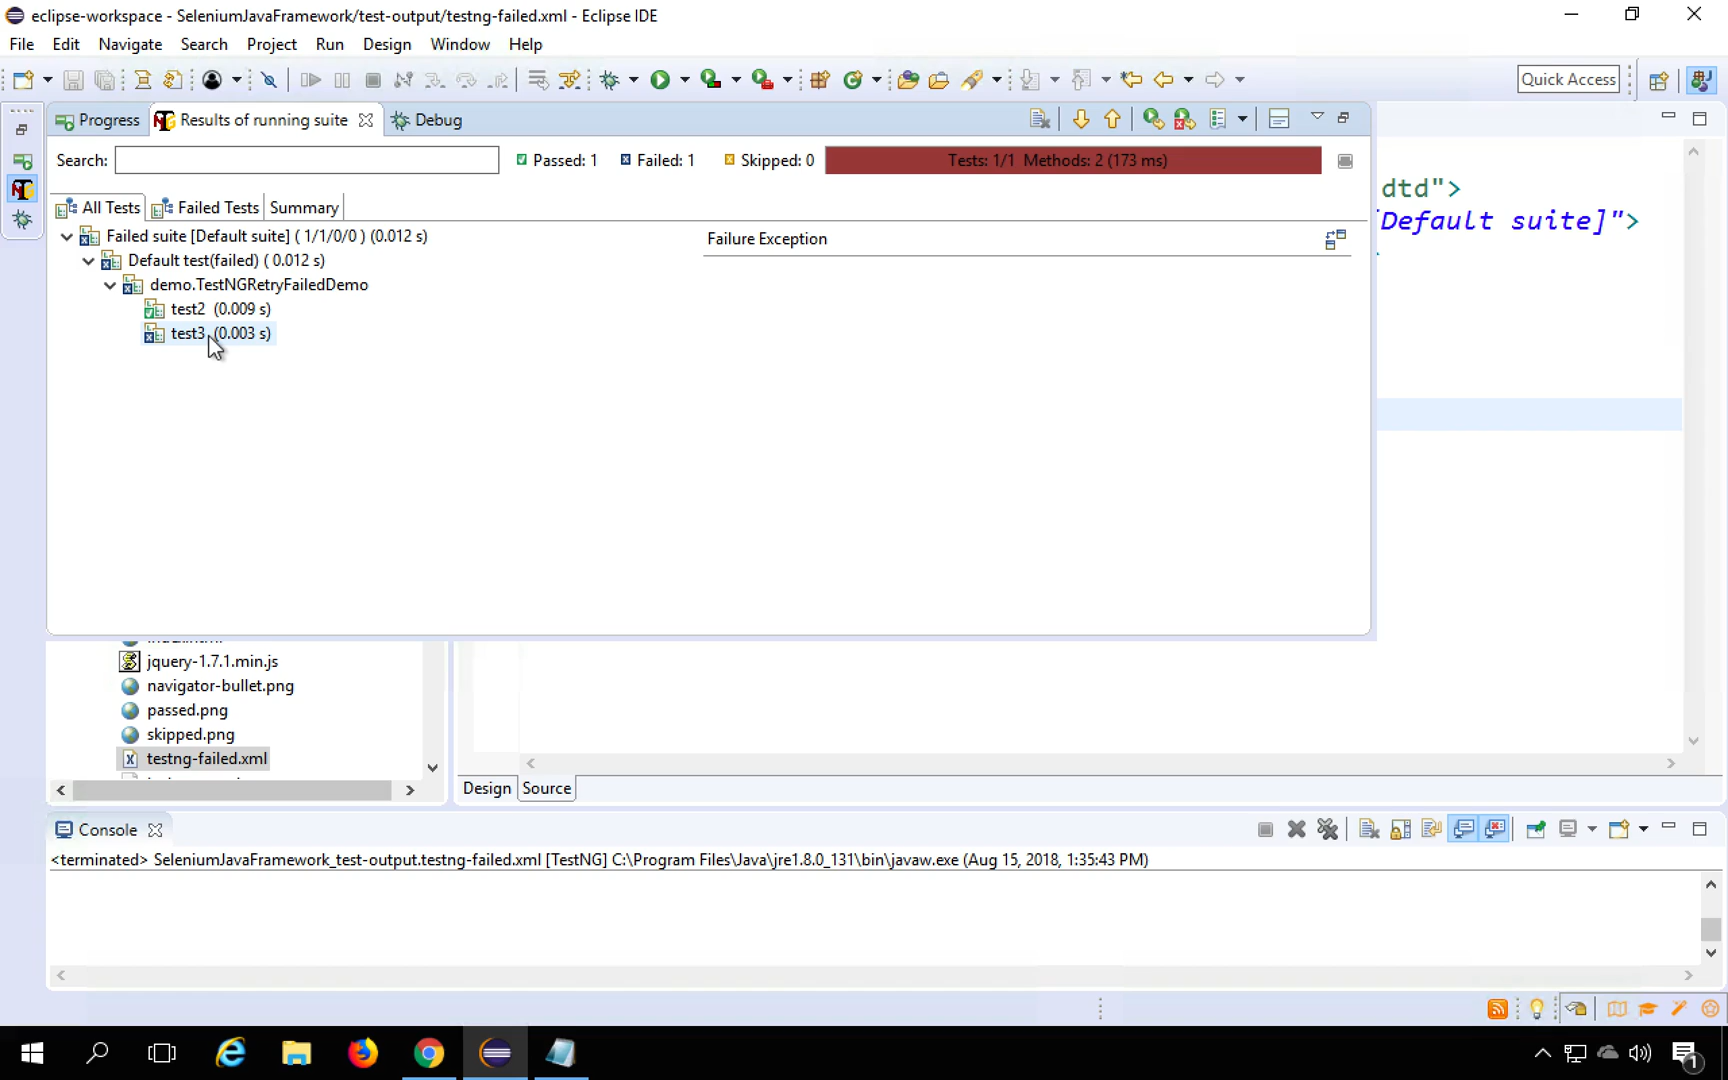 eclipse-workspace - SeleniumJavaFramework/test-output/testng-failed.xml - Eclipse IDE
File Edit Navigate Search Project Run Design Window Help
Quick Access
Progress Results of running suite Debug
Search: Passed: 1 Failed: 1 Skipped: 0 Tests: 1/1 Methods: 2 (173 ms)
All Tests Failed Tests Summary
dtd">
[Default suite]">
Failed suite [Default suite] ( 1/1/0/0 ) (0.012 s)
Failure Exception
Default test(failed) ( 0.012 s)
demo.TestNGRetryFailedDemo
test2 (0.009 s)
test3 (0.003 s)
jquery-1.7.1.min.js
navigator-bullet.png
passed.png
skipped.png
testng-failed.xml
Design Source
Console
<terminated> SeleniumJavaFramework_test-output.testng-failed.xml [TestNG] C:\Program Files\Java\jre1.8.0_131\bin\javaw.exe (Aug 15, 2018, 1:35:43 PM)
1